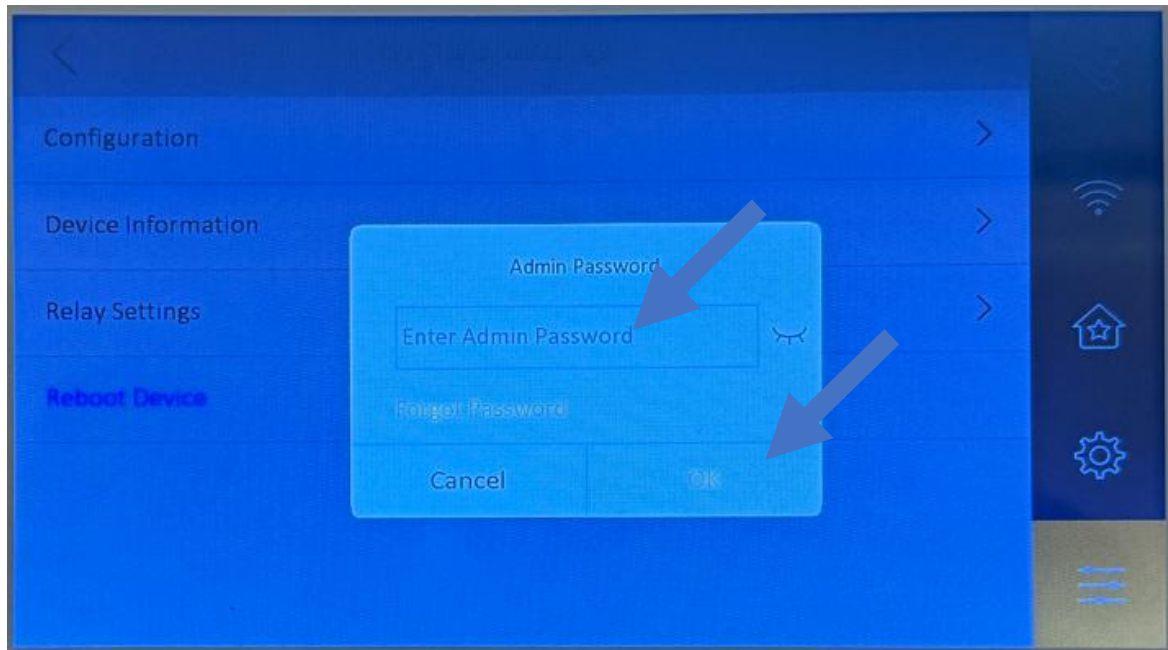 Configuration
Device Information
Relay Settings
Reboot Device
Admin Password
Enter Admin Password
Forgot Password
Cancel
OK